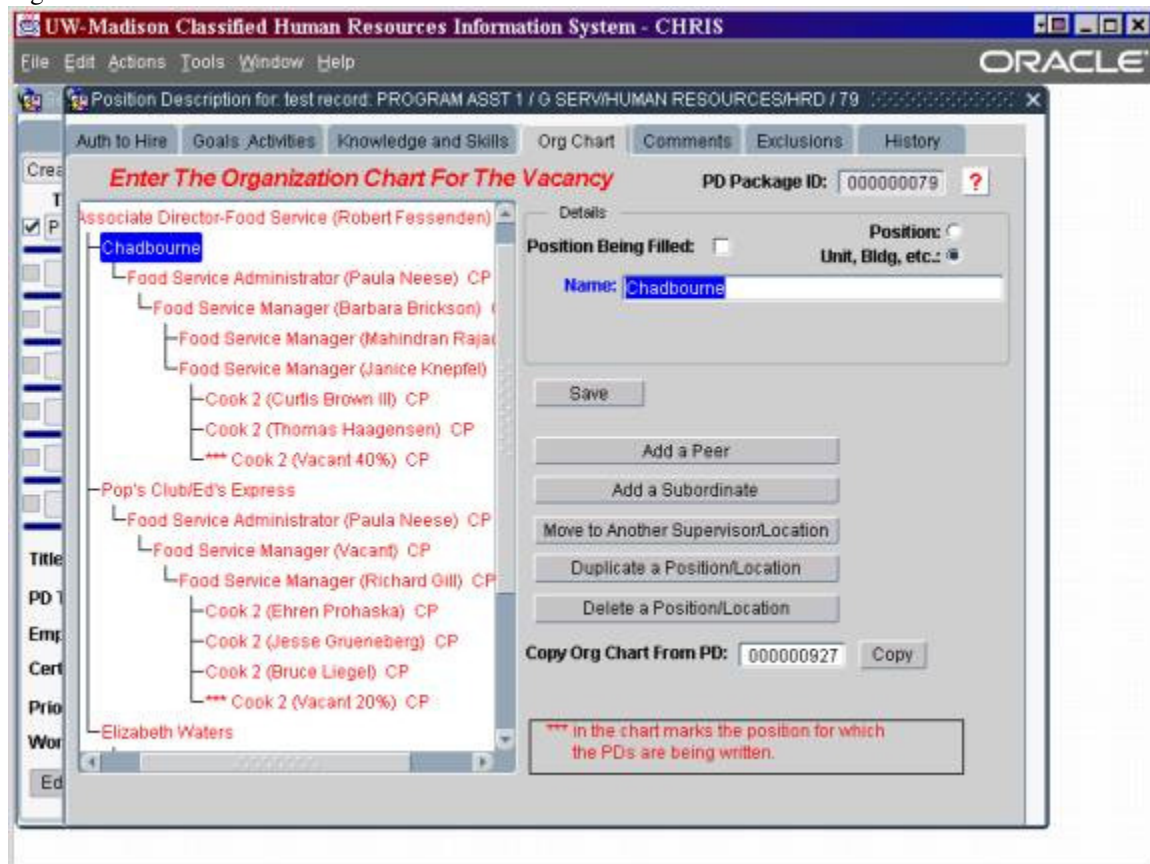 UW-Madison Classified Human Resources Information System - CHRIS
File Edit Actions Tools Window Help
ORACLE
Position Description for: test record: PROGRAM ASST 1 / G SERV/HUMAN RESOURCES/HRD / 79
Auth to Hire Goals Activities Knowledge and Skills Org Chart Comments Exclusions History
Crea
Enter The Organization Chart For The Vacancy
PD Package ID: 000000079 ?
T
P
Associate Director-Food Service (Robert Fessenden)
Chadbourne
Food Service Administrator (Paula Neese) CP
Food Service Manager (Barbara Brickson)
Food Service Manager (Mahindran Rajau
Food Service Manager (Janice Knepfel)
Cook 2 (Curtis Brown III) CP
Cook 2 (Thomas Haagensen) CP
*** Cook 2 (Vacant 40%) CP
Pop's Club/Ed's Express
Food Service Administrator (Paula Neese) CP
Food Service Manager (Vacant) CP
Food Service Manager (Richard Gill) CP
Cook 2 (Ehren Prohaska) CP
Cook 2 (Jesse Grueneberg) CP
Cook 2 (Bruce Liegel) CP
*** Cook 2 (Vacant 20%) CP
Elizabeth Waters
Details
Position Being Filled:
Position:
Unit, Bldg, etc.:
Name: Chadbourne
Save
Add a Peer
Add a Subordinate
Move to Another Supervisor/Location
Duplicate a Position/Location
Delete a Position/Location
Copy Org Chart From PD: 000000927 Copy
*** in the chart marks the position for which
the PDs are being written.
Title
PD T
Emp
Cert
Prio
Wor
Ed